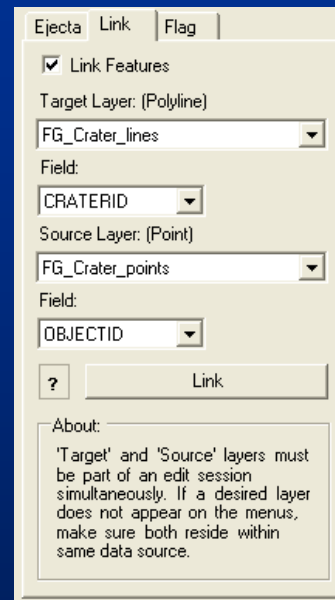 Ejecta Link Flag
Link Features
Target Layer: (Polyline)
FG_Crater_lines
Field:
CRATERID
Source Layer: (Point)
FG_Crater_points
Field:
OBJECTID
? Link
About:
'Target' and 'Source' layers must
be part of an edit session
simultaneously. If a desired layer
does not appear on the menus,
make sure both reside within
same data source.